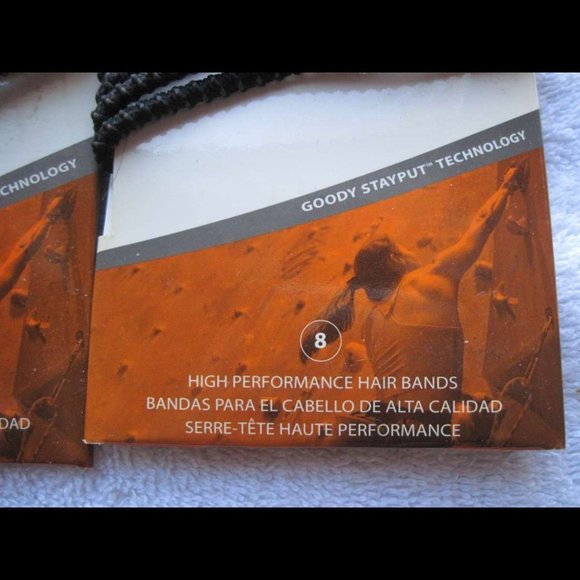 CHNOLOGY
DAD
GOODY STAYPUT™ TECHNOLOGY
8
HIGH PERFORMANCE HAIR BANDS
BANDAS PARA EL CABELLO DE ALTA CALIDAD
SERRE-TÊTE HAUTE PERFORMANCE